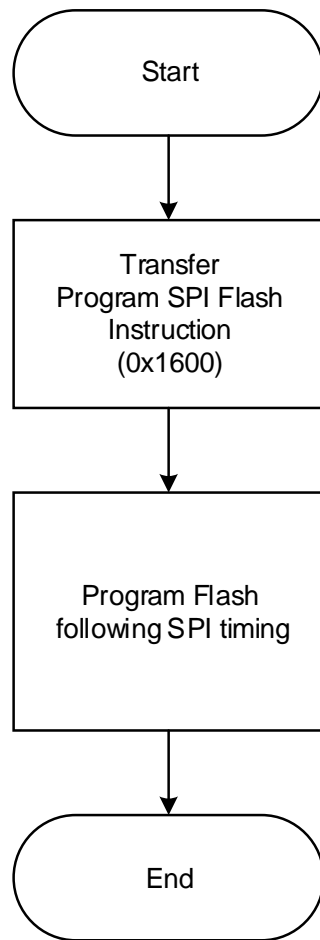 Start
Transfer
Program SPI Flash
Instruction
(0x1600)
Program Flash
following SPI timing
End